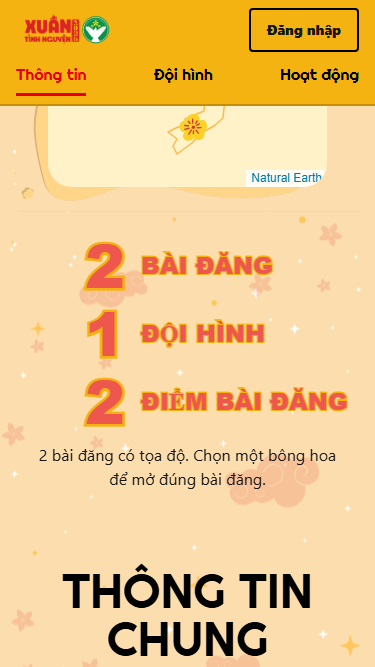 XUÂN
TÌNH NGUYỆN
Đăng nhập
Thông tin
Đội hình
Hoạt động
Natural Earth
2 BÀI ĐĂNG
1 ĐỘI HÌNH
2 ĐIỂM BÀI ĐĂNG
2 bài đăng có tọa độ. Chọn một bông hoa
để mở đúng bài đăng.
THÔNG TIN
CHUNG